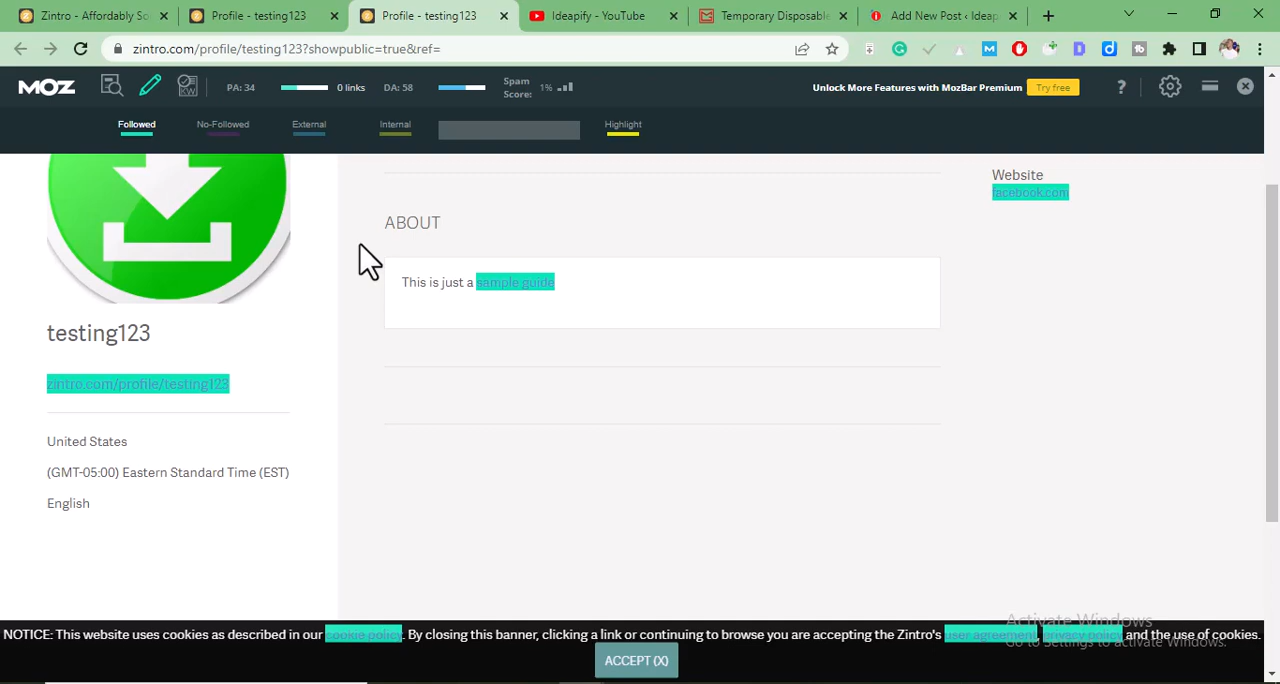 Zintro - Affordably So
Profile - testing123
Profile - testing123
Ideapify - YouTube
Temporary Disposable
Add New Post ‹ Ideap
zintro.com/profile/testing123?showpublic=true&ref=
MOZ
PA: 34
0 links
DA: 58
Spam Score: 1%
Unlock More Features with MozBar Premium
Try free
?
Followed
No-Followed
External
Internal
Highlight
Website
facebook.com
ABOUT
This is just a sample guide
testing123
zintro.com/profile/testing123
United States
(GMT-05:00) Eastern Standard Time (EST)
English
Activate Windows
Go to Settings to activate Windows.
NOTICE: This website uses cookies as described in our cookie policy. By closing this banner, clicking a link or continuing to browse you are accepting the Zintro's user agreement, privacy policy and the use of cookies.
ACCEPT (X)